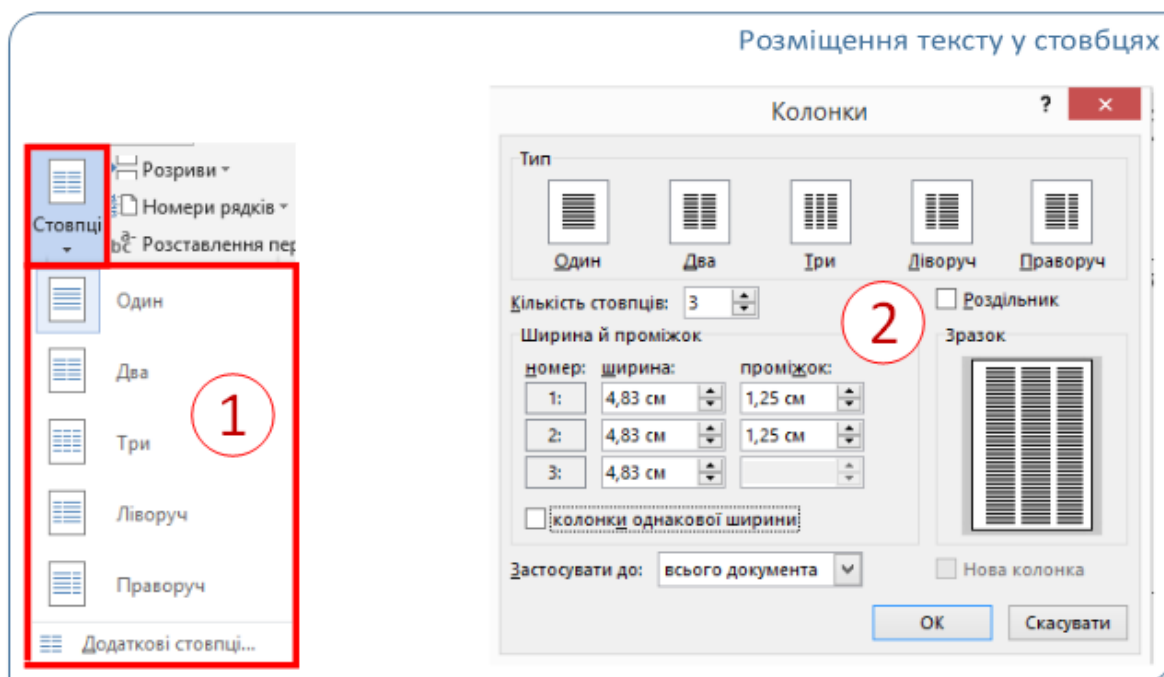 Розміщення тексту у стовбцях
Стовпці
Розриви
Номери рядків
Розставлення пер
Один
Два
Три
Ліворуч
Праворуч
Додаткові стовпці...
1
Колонки
?
Тип
Один Два Три Ліворуч Праворуч
Кількість стовпців: 3
Роздільник
2
Ширина й проміжок
Зразок
номер: ширина: проміжок:
1: 4,83 см 1,25 см
2: 4,83 см 1,25 см
3: 4,83 см
колонки однакової ширини
Застосувати до: всього документа
Нова колонка
ОК Скасувати